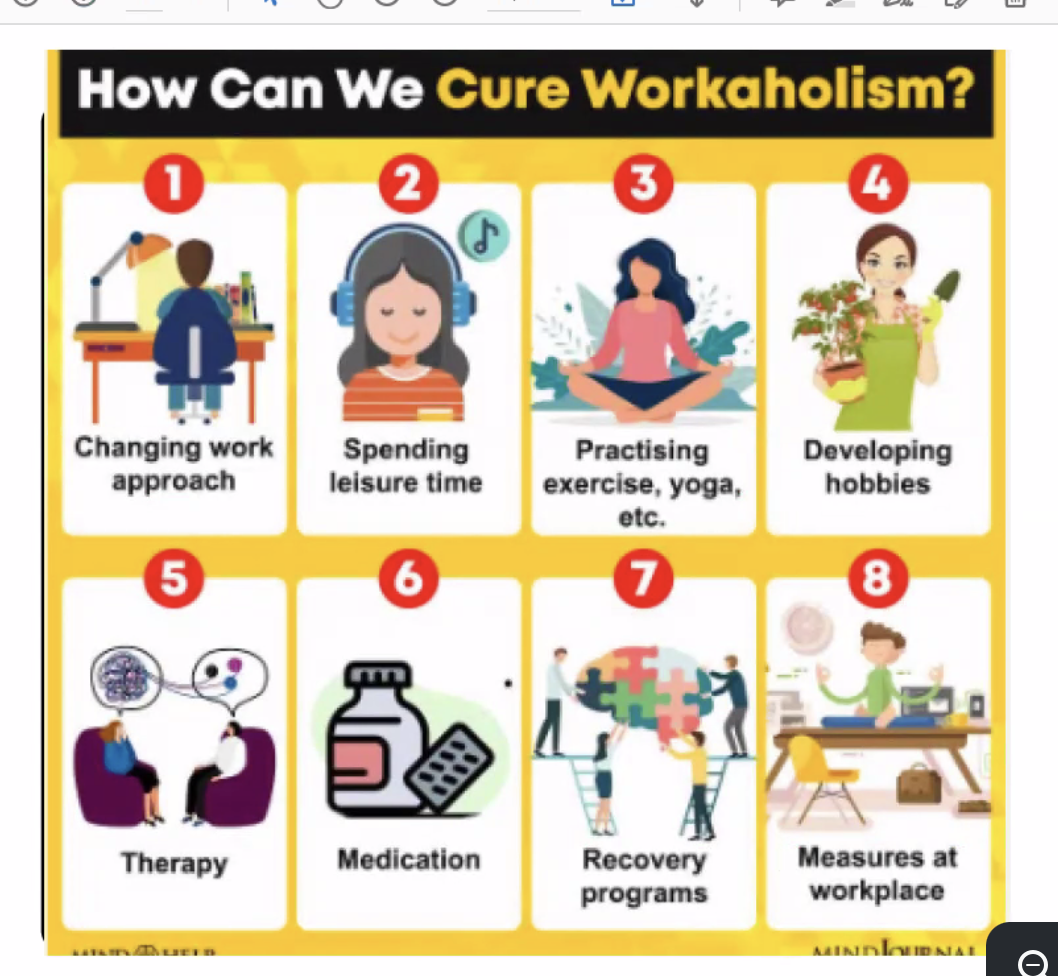 How Can We Cure Workaholism?
1
2
3
4
Changing work
approach
Spending
leisure time
Practising
exercise, yoga,
etc.
Developing
hobbies
5
6
7
8
Therapy
Medication
Recovery
programs
Measures at
workplace
MIND HELP
MINDJOURNAL